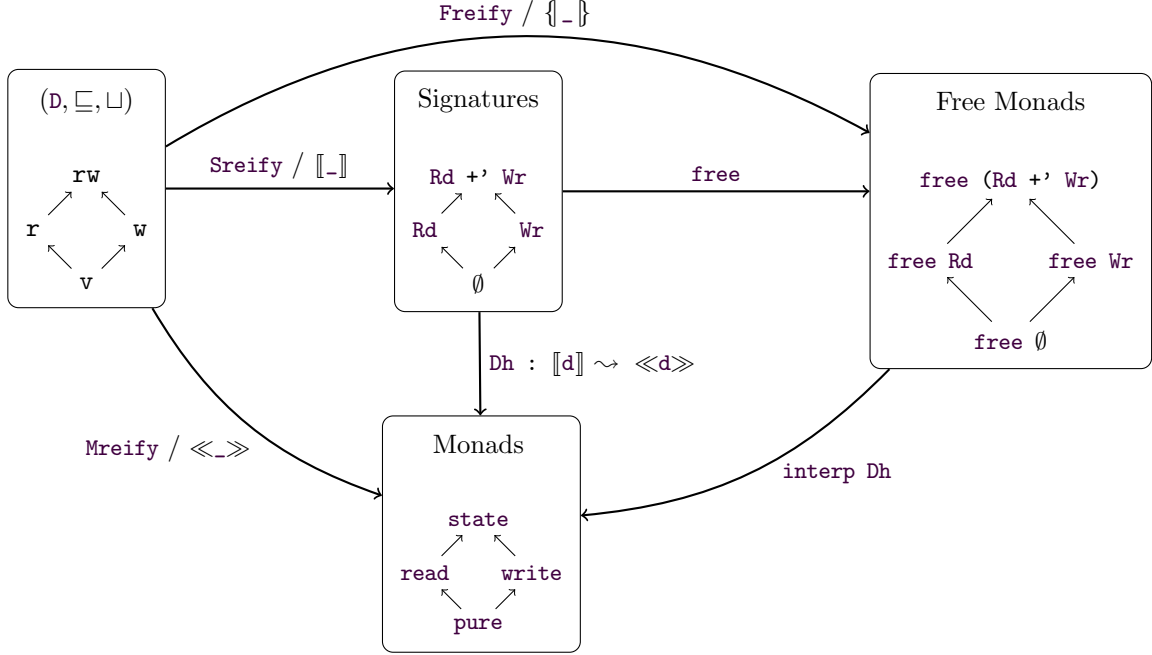 Freify / {[_]}
(D, ⊑, ⊔)
Signatures
Free Monads
Sreify / ⟦_⟧
free
rw
Rd +’ Wr
free (Rd +’ Wr)
r w
Rd Wr
free Rd free Wr
v
∅
free ∅
Dh : ⟦d⟧ ⇝ ≪d≫
Mreify / ≪_≫
Monads
interp Dh
state
read write
pure